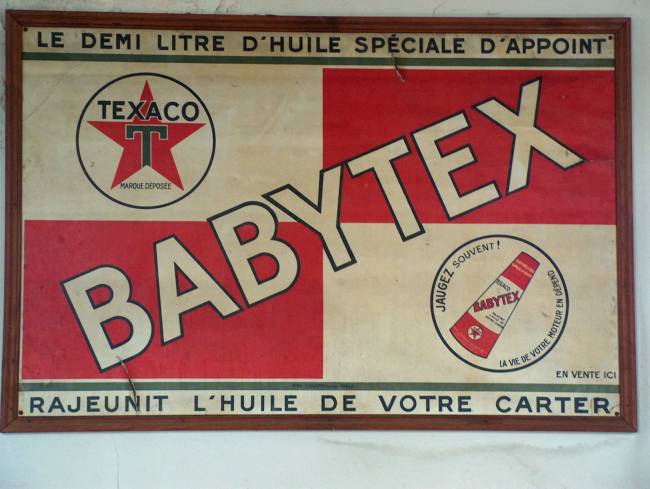 LE DEMI LITRE D'HUILE SPÉCIALE D'APPOINT
TEXACO
T
MARQUE DÉPOSÉE
BABYTEX
JAUGEZ SOUVENT!
TEXACO
BABYTEX
LA VIE DE VOTRE MOTEUR EN DÉPEND
EN VENTE ICI
RAJEUNIT L'HUILE DE VOTRE CARTER